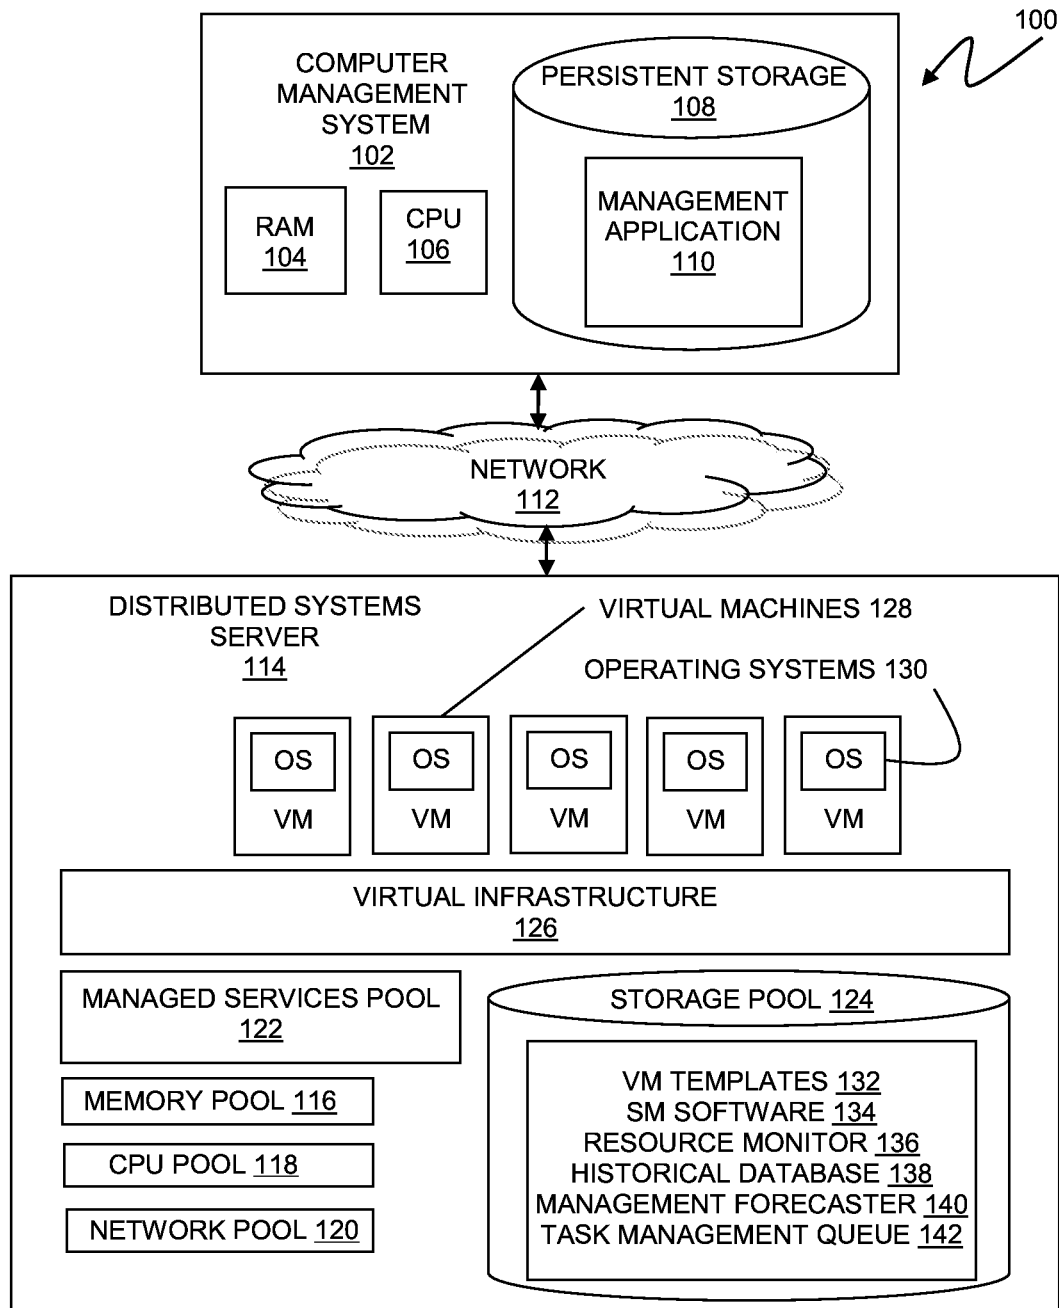 100
COMPUTER
MANAGEMENT
SYSTEM
102
PERSISTENT STORAGE
108
RAM
104
CPU
106
MANAGEMENT
APPLICATION
110
NETWORK
112
DISTRIBUTED SYSTEMS
SERVER
114
VIRTUAL MACHINES 128
OPERATING SYSTEMS 130
OS
VM
OS
VM
OS
VM
OS
VM
OS
VM
VIRTUAL INFRASTRUCTURE
126
MANAGED SERVICES POOL
122
MEMORY POOL 116
CPU POOL 118
NETWORK POOL 120
STORAGE POOL 124
VM TEMPLATES 132
SM SOFTWARE 134
RESOURCE MONITOR 136
HISTORICAL DATABASE 138
MANAGEMENT FORECASTER 140
TASK MANAGEMENT QUEUE 142